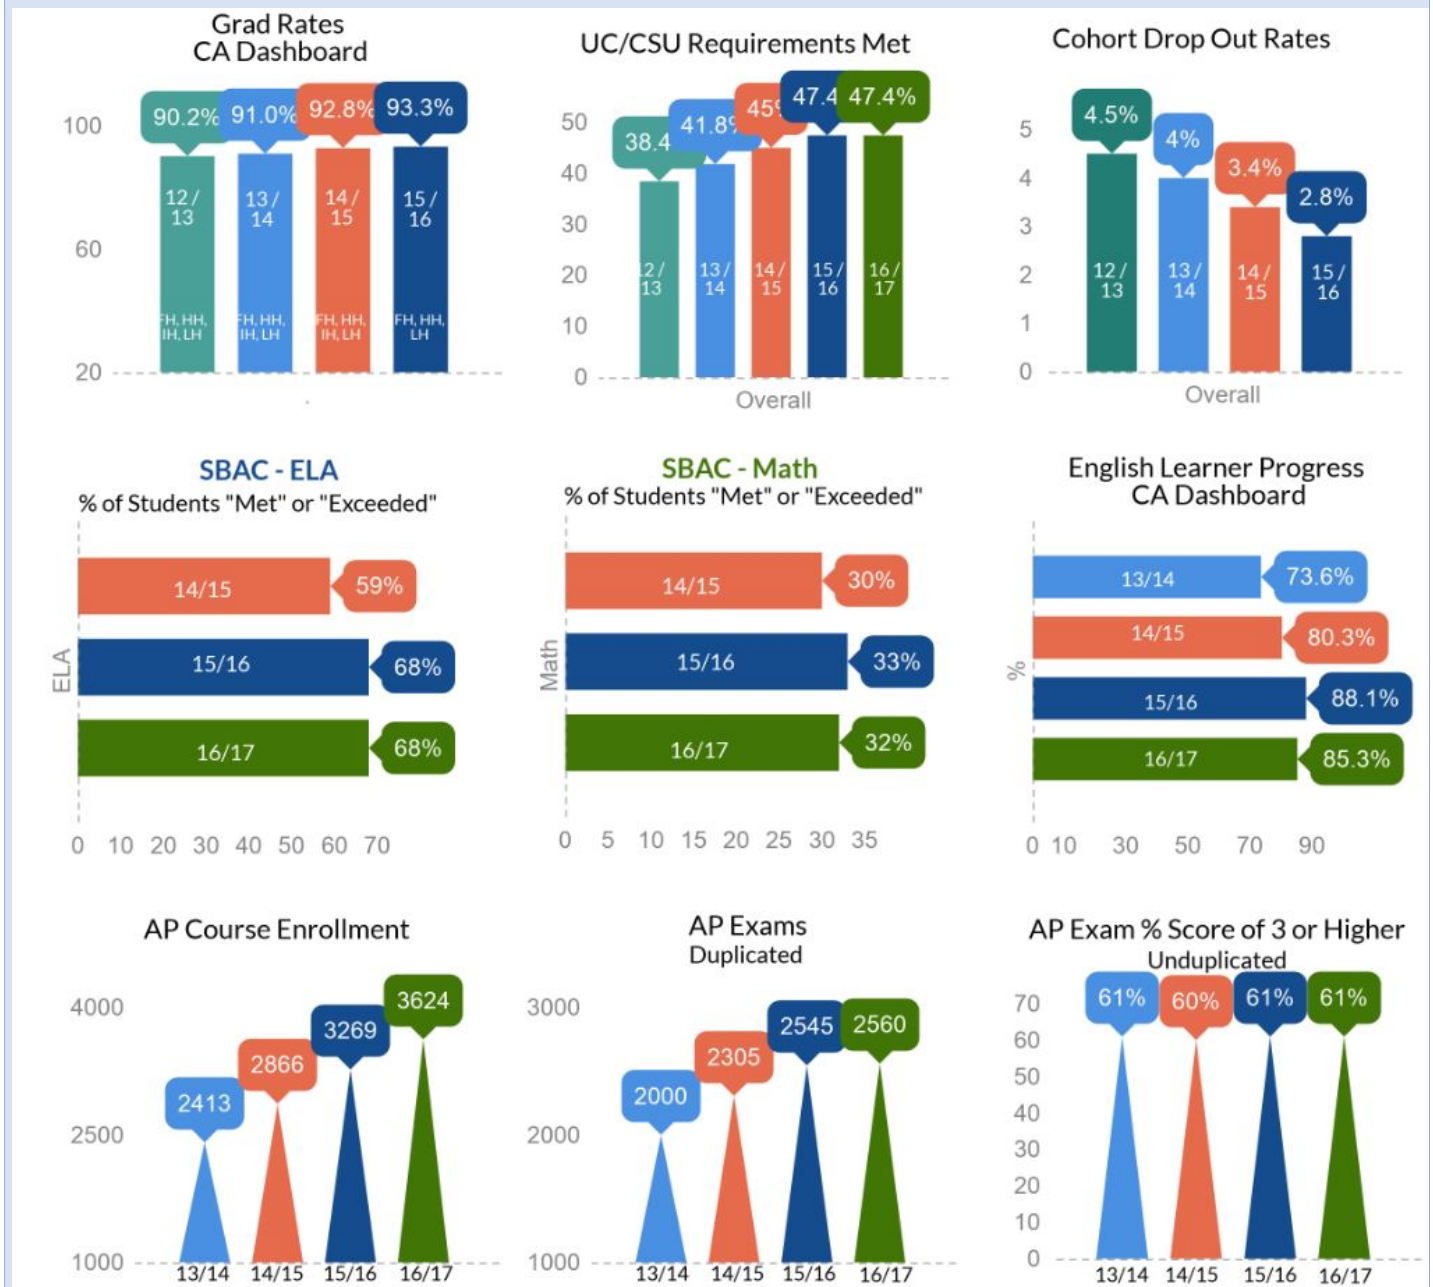 Grad Rates
CA Dashboard
100
60
20
90.2%
91.0%
92.8%
93.3%
12 /
13
13 /
14
14 /
15
15 /
16
FH, HH,
IH, LH
FH, HH,
IH, LH
FH, HH,
IH, LH
FH, HH,
LH
UC/CSU Requirements Met
50
40
30
20
10
0
38.4
41.8%
45%
47.4
47.4%
12 /
13
13 /
14
14 /
15
15 /
16
16 /
17
Overall
Cohort Drop Out Rates
5
4
3
2
1
0
4.5%
4%
3.4%
2.8%
12 /
13
13 /
14
14 /
15
15 /
16
Overall
SBAC - ELA
% of Students "Met" or "Exceeded"
ELA
14/15 59%
15/16 68%
16/17 68%
0 10 20 30 40 50 60 70
SBAC - Math
% of Students "Met" or "Exceeded"
Math
14/15 30%
15/16 33%
16/17 32%
0 5 10 15 20 25 30 35
English Learner Progress
CA Dashboard
%
13/14 73.6%
14/15 80.3%
15/16 88.1%
16/17 85.3%
0 10 30 50 70 90
AP Course Enrollment
4000
2500
1000
2413
2866
3269
3624
13/14 14/15 15/16 16/17
AP Exams
Duplicated
3000
2000
1000
2000
2305
2545
2560
13/14 14/15 15/16 16/17
AP Exam % Score of 3 or Higher
Unduplicated
70
60
50
40
30
20
10
0
61%
60%
61%
61%
13/14 14/15 15/16 16/17